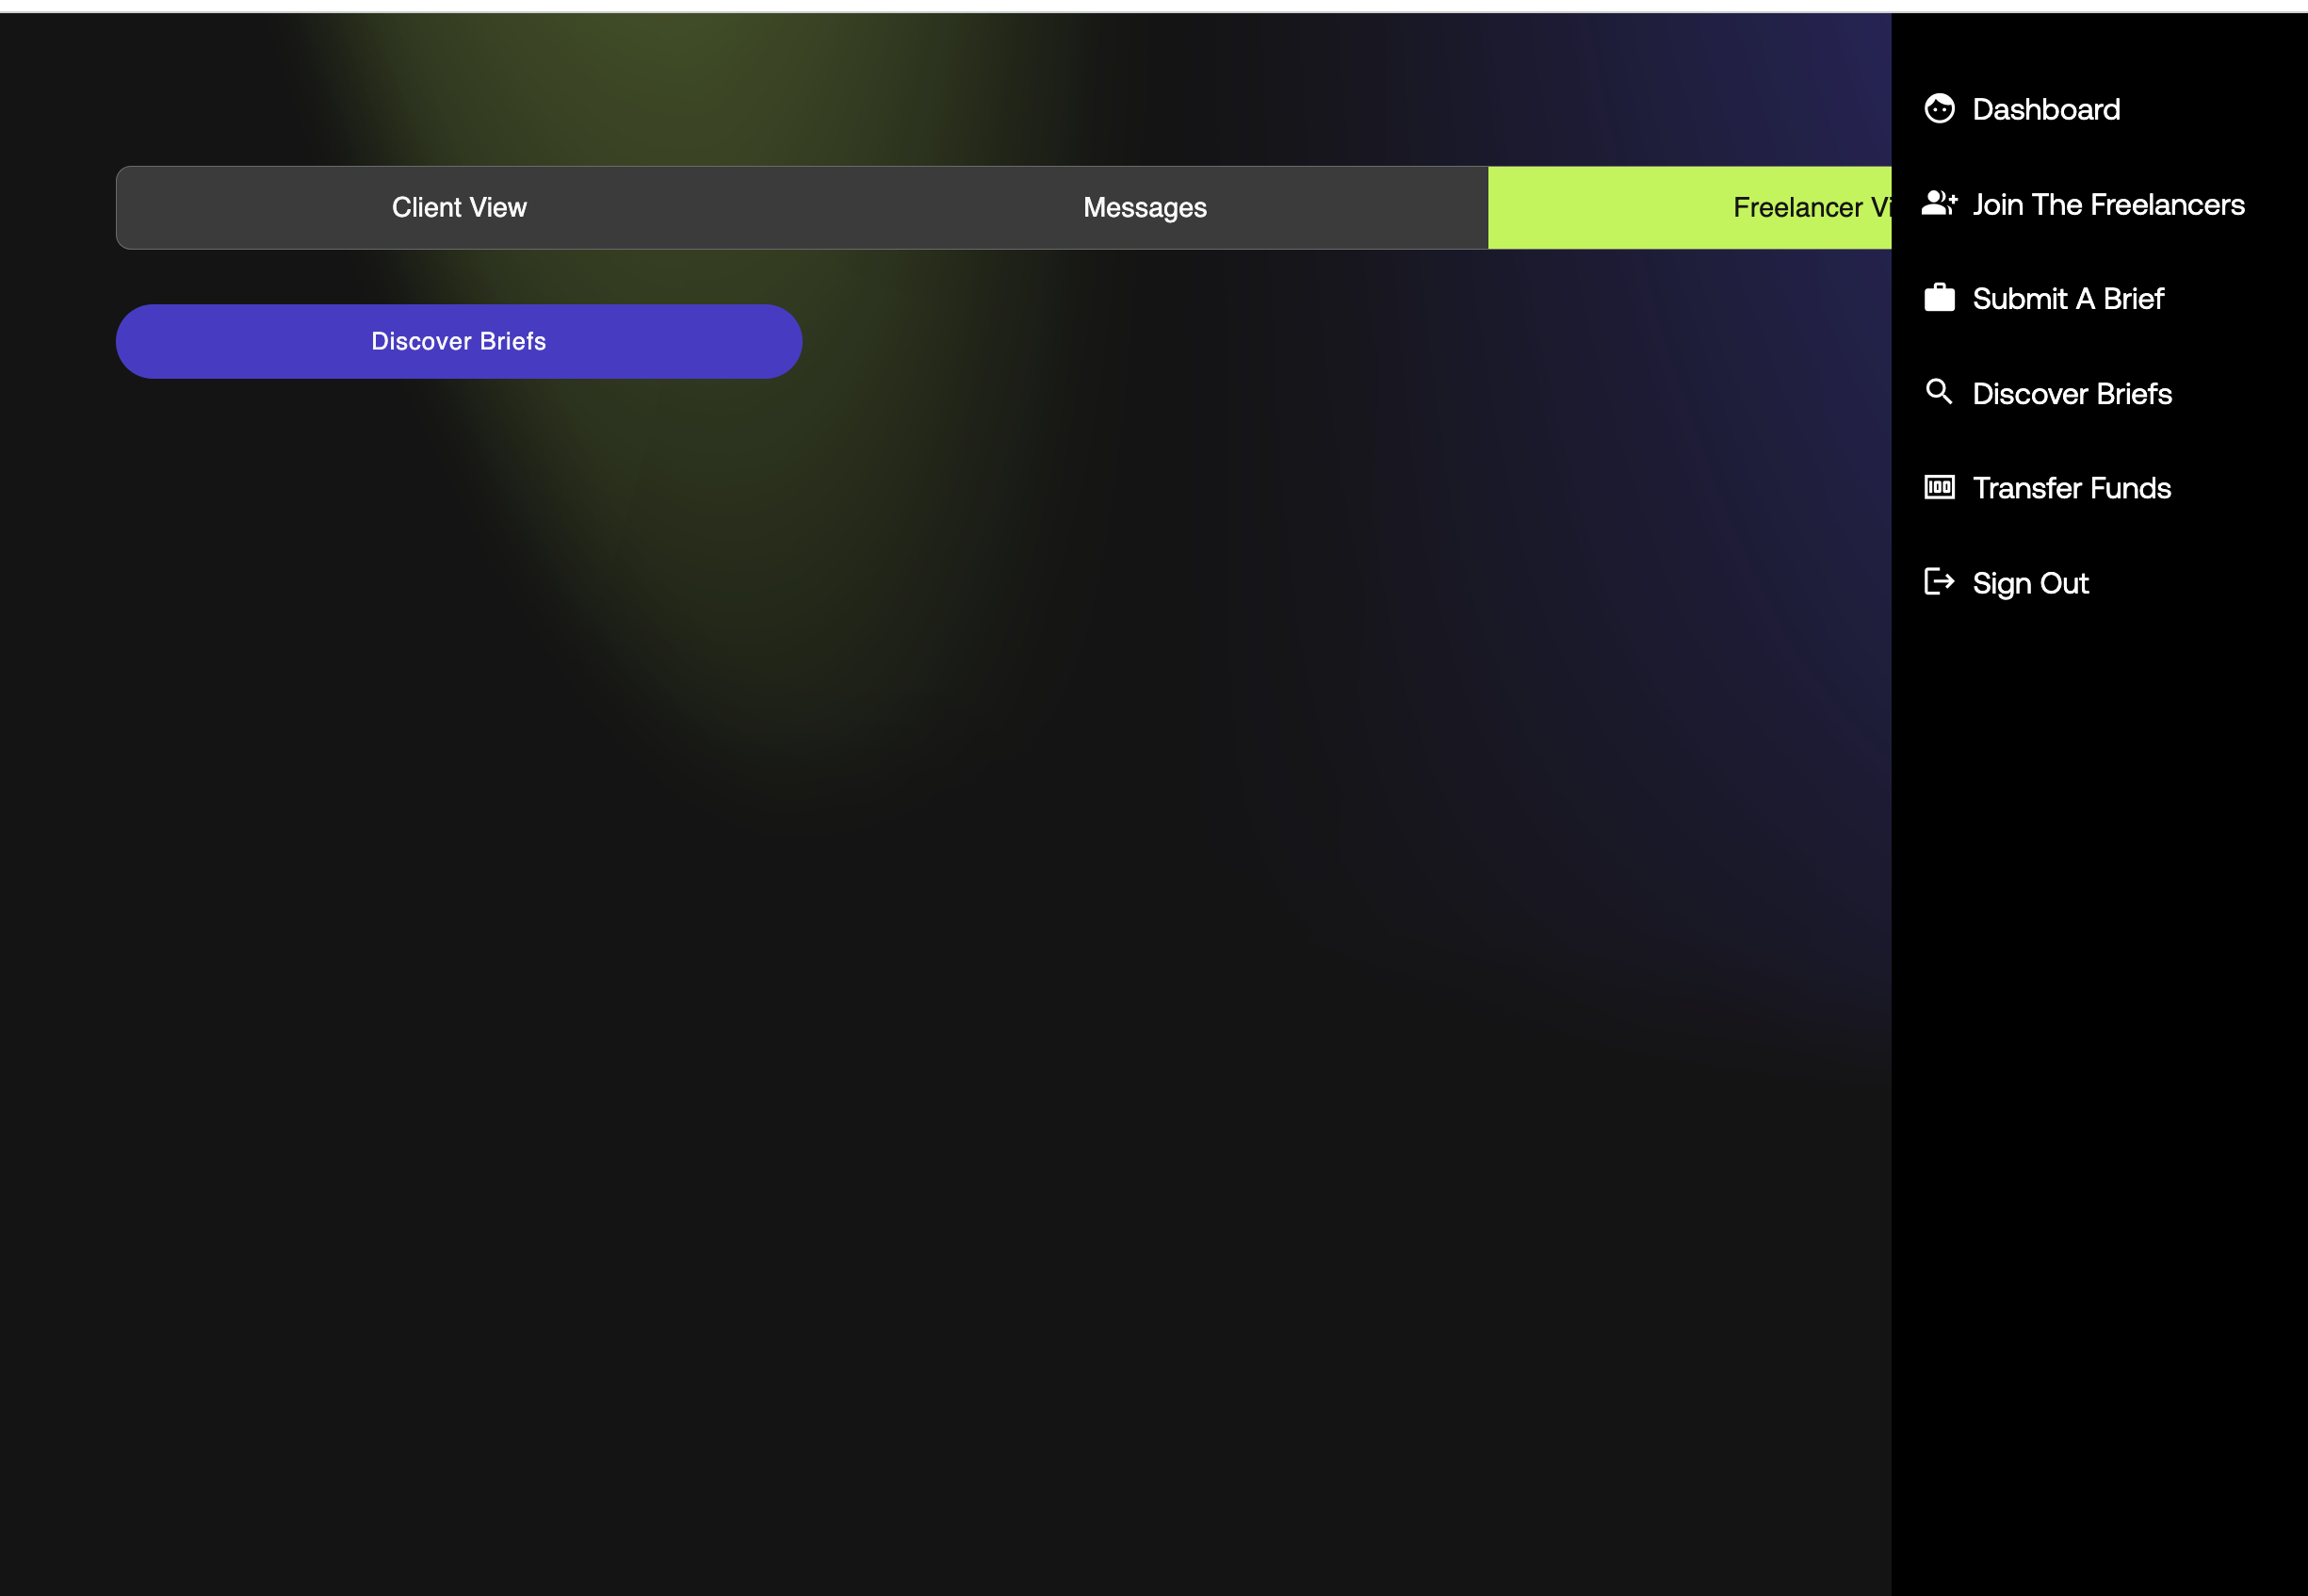 Client View
Messages
Freelancer Vi
Discover Briefs
Dashboard
Join The Freelancers
Submit A Brief
Discover Briefs
Transfer Funds
Sign Out